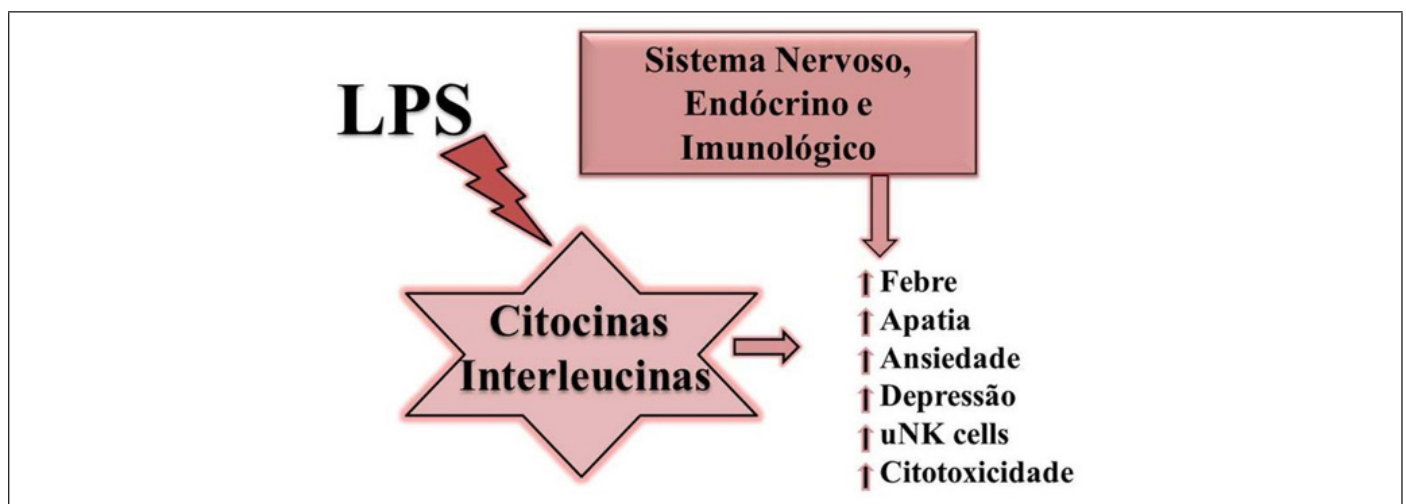 LPS
Sistema Nervoso,
Endócrino e
Imunológico
Citocinas
Interleucinas
↑ Febre
↑ Apatia
↑ Ansiedade
↑ Depressão
↑ uNK cells
↑ Citotoxicidade